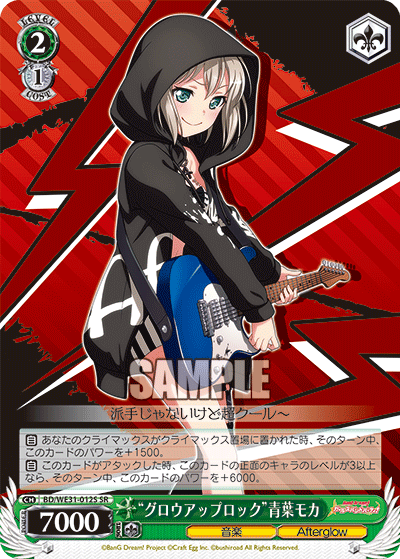 LEVEL
2
1
COST
SAMPLE
派手じゃないけど超クール～
自 あなたのクライマックスがクライマックス置場に置かれた時、そのターン中、
このカードのパワーを+1500。
自 このカードがアタックした時、このカードの正面のキャラのレベルが3以上
なら、そのターン中、このカードのパワーを+6000。
CH BD/WE31-012S SR
POWER
7000
“グロウアップロック”青葉モカ
音楽
Afterglow
©BanG Dream! Project ©Craft Egg Inc. ©bushiroad All Rights Reserved.